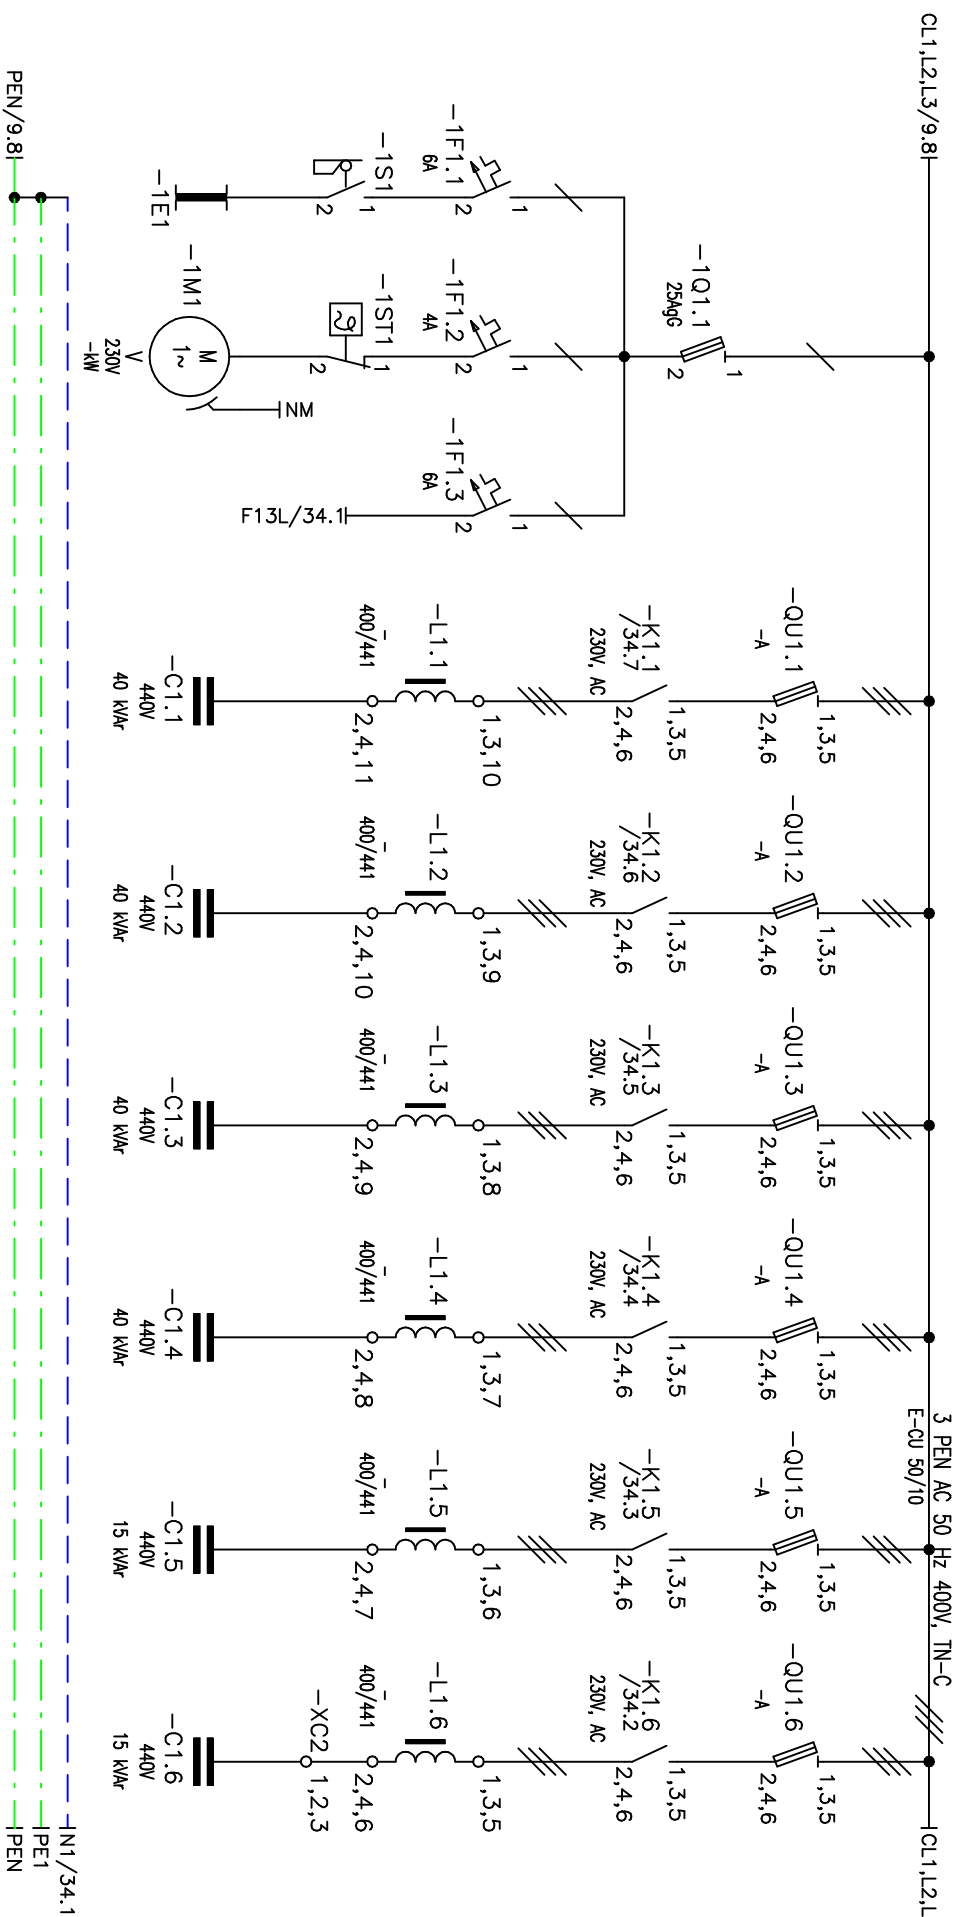 CL1,L2,L3/9.8
3 PEN AC 50 Hz 400V, TN-C
E-CU 50/10
CL1,L2,L
-1Q1.1
25AgG
1
2
-1F1.1
6A
1
2
-1F1.2
4A
1
2
-1F1.3
6A
1
2
-1S1
1
2
-1ST1
1
2
F13L/34.1
-1E1
-1M1
M
1~
V
230V
-kW
NM
-QU1.1
-A
1,3,5
2,4,6
-QU1.2
-A
1,3,5
2,4,6
-QU1.3
-A
1,3,5
2,4,6
-QU1.4
-A
1,3,5
2,4,6
-QU1.5
-A
1,3,5
2,4,6
-QU1.6
-A
1,3,5
2,4,6
-K1.1
/34.7
230V, AC
1,3,5
2,4,6
-K1.2
/34.6
230V, AC
1,3,5
2,4,6
-K1.3
/34.5
230V, AC
1,3,5
2,4,6
-K1.4
/34.4
230V, AC
1,3,5
2,4,6
-K1.5
/34.3
230V, AC
1,3,5
2,4,6
-K1.6
/34.2
230V, AC
1,3,5
2,4,6
-L1.1
-
400/441
1,3,10
2,4,11
-L1.2
-
400/441
1,3,9
2,4,10
-L1.3
-
400/441
1,3,8
2,4,9
-L1.4
-
400/441
1,3,7
2,4,8
-L1.5
-
400/441
1,3,6
2,4,7
-L1.6
-
400/441
1,3,5
2,4,6
-XC2
1,2,3
-C1.1
440V
40 kVAr
-C1.2
440V
40 kVAr
-C1.3
440V
40 kVAr
-C1.4
440V
40 kVAr
-C1.5
440V
15 kVAr
-C1.6
440V
15 kVAr
N1/34.1
PE1
PEN/9.8
PEN